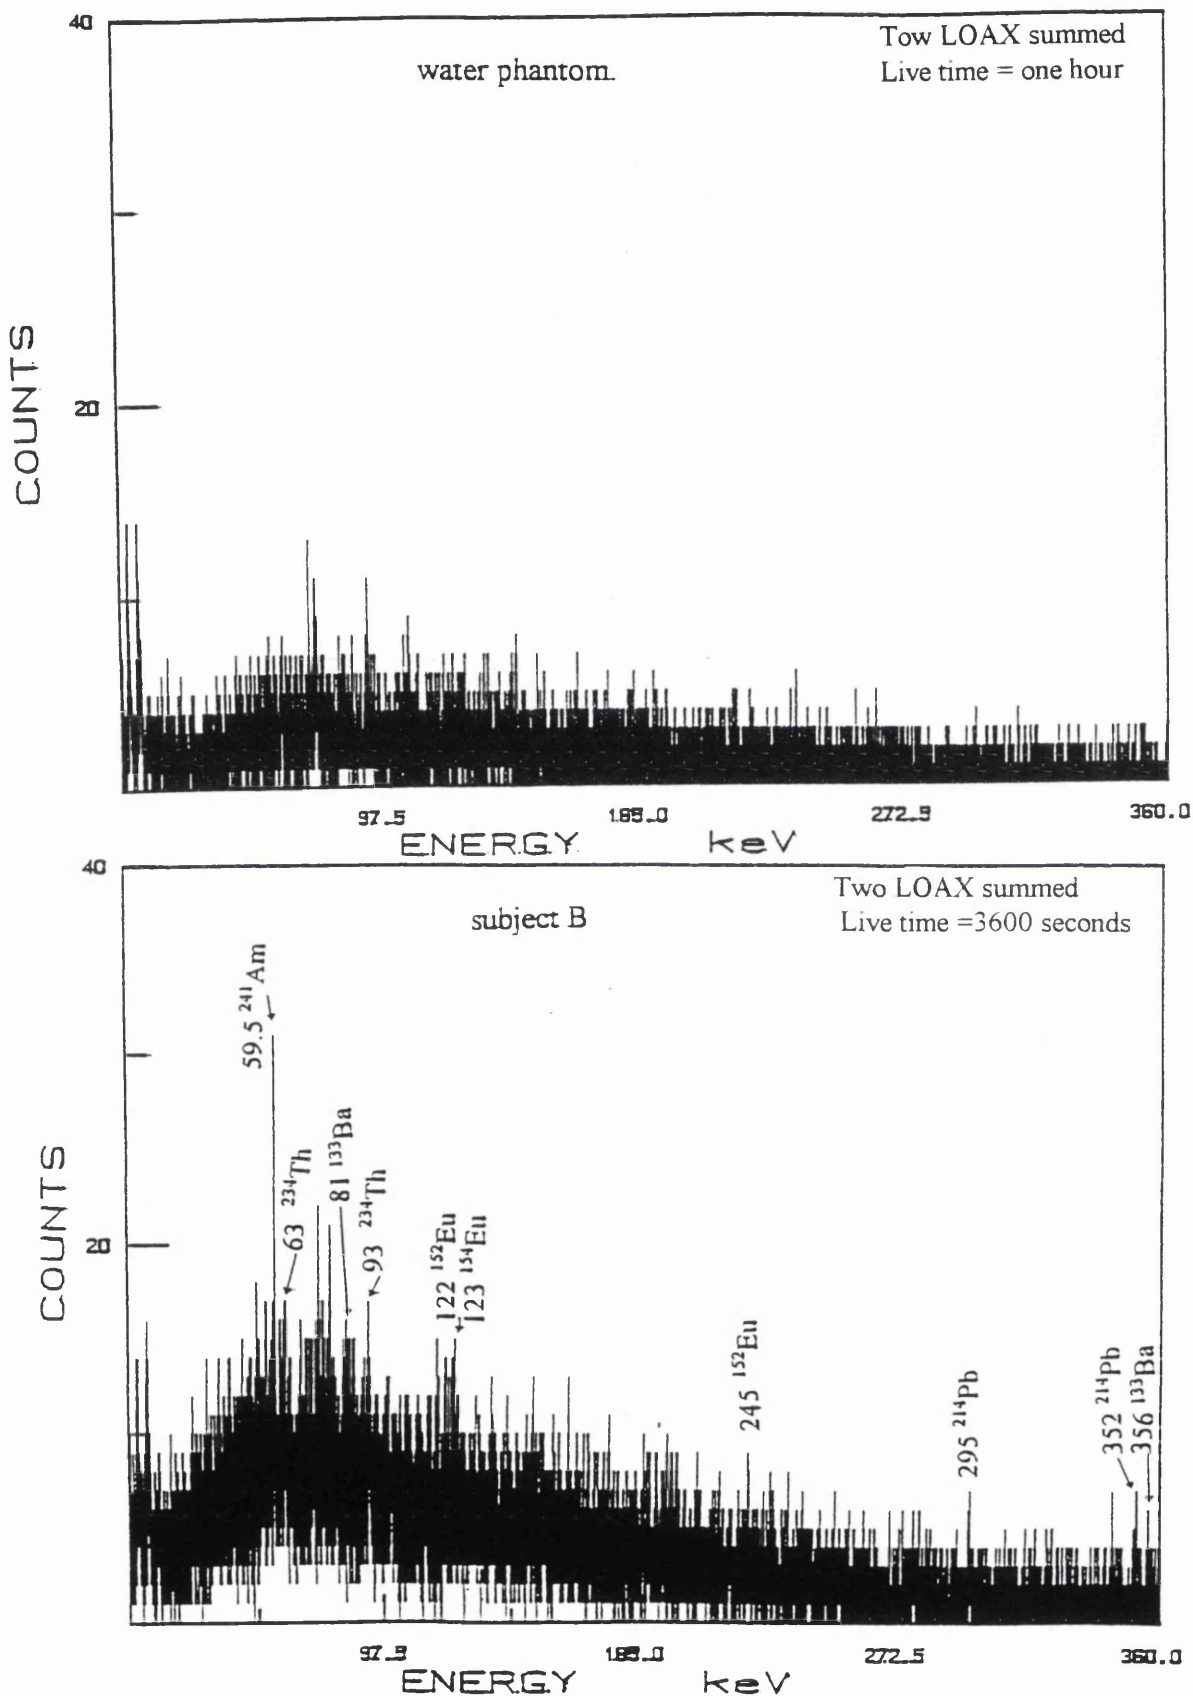 40
water phantom.
Tow LOAX summed
Live time = one hour
COUNTS
20
97.5
185.0
272.5
360.0
ENERGY keV
40
subject B
Two LOAX summed
Live time =3600 seconds
COUNTS
20
59.5 ²⁴¹Am
63 ²³⁴Th
81 ¹³³Ba
93 ²³⁴Th
122 ¹⁵²Eu
123 ¹⁵⁴Eu
245 ¹⁵²Eu
295 ²¹⁴Pb
352 ²¹⁴Pb
356 ¹³³Ba
97.5
185.0
272.5
360.0
ENERGY keV